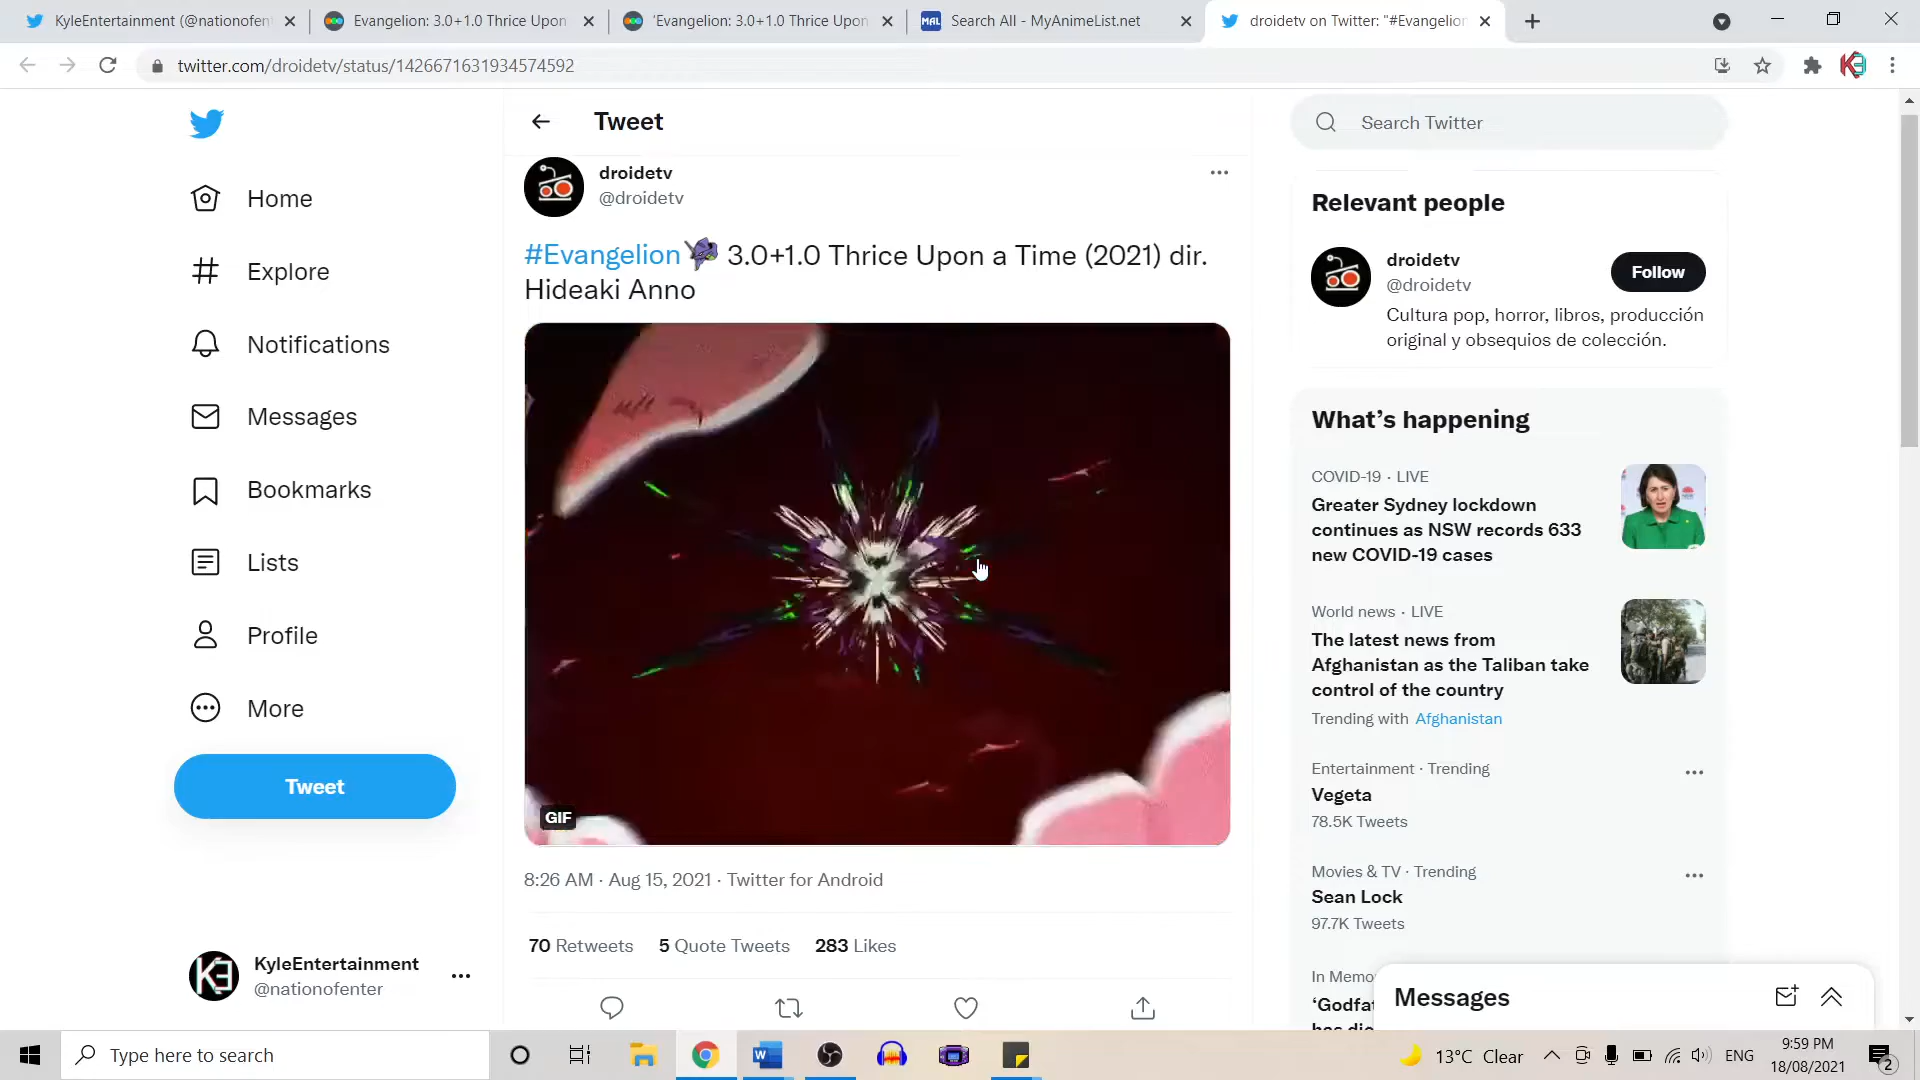 KyleEntertainment (@nationofen
Evangelion: 3.0+1.0 Thrice Upon
'Evangelion: 3.0+1.0 Thrice Upon
MAL Search All - MyAnimeList.net
droidetv on Twitter: "#Evangelion
twitter.com/droidetv/status/1426671631934574592
Home
Explore
Notifications
Messages
Bookmarks
Lists
Profile
More
Tweet
KyleEntertainment
@nationofenter
Tweet
droidetv
@droidetv
#Evangelion 3.0+1.0 Thrice Upon a Time (2021) dir.
Hideaki Anno
GIF
8:26 AM · Aug 15, 2021 · Twitter for Android
70 Retweets 5 Quote Tweets 283 Likes
Search Twitter
Relevant people
droidetv
@droidetv
Follow
Cultura pop, horror, libros, producción
original y obsequios de colección.
What's happening
COVID-19 · LIVE
Greater Sydney lockdown
continues as NSW records 633
new COVID-19 cases
World news · LIVE
The latest news from
Afghanistan as the Taliban take
control of the country
Trending with Afghanistan
Entertainment · Trending
Vegeta
78.5K Tweets
Movies & TV · Trending
Sean Lock
97.7K Tweets
In Memo
'Godfat
Messages
Type here to search
13°C Clear
ENG
9:59 PM
18/08/2021
2